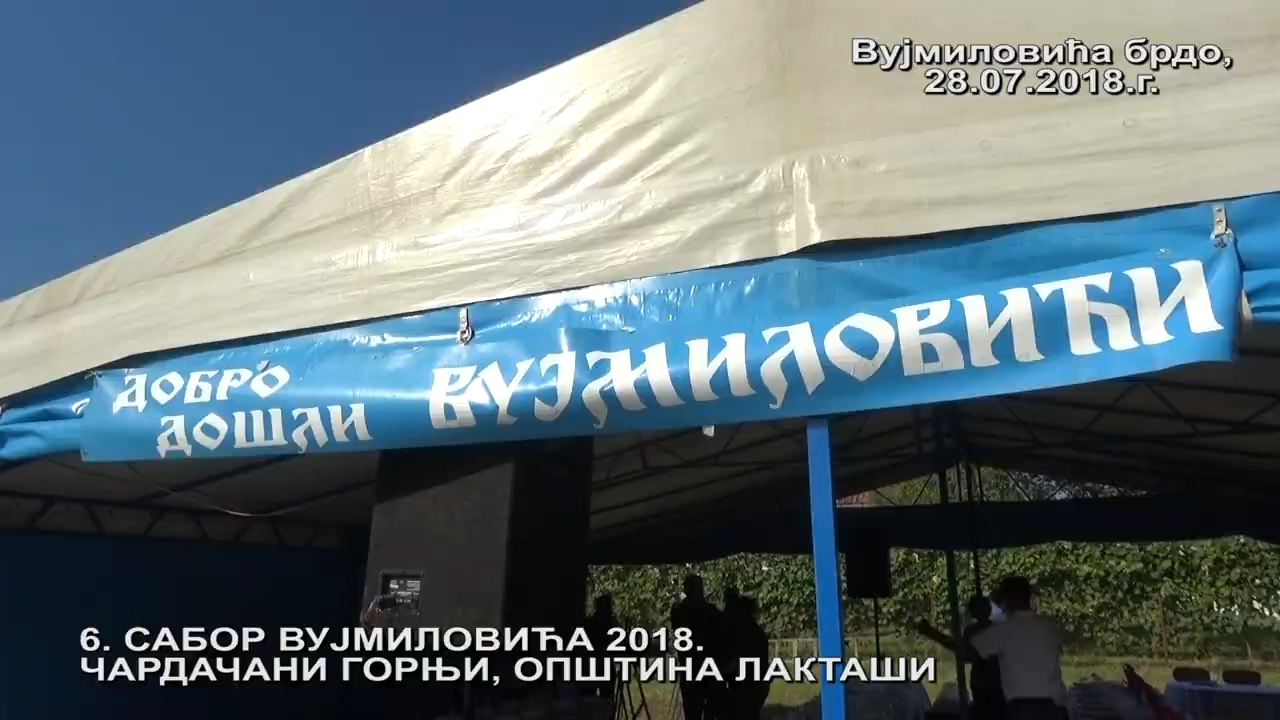 Вујмиловића брдо,
28.07.2018.г.
ДОБРО
ДОШЛИ
ВУЈМИЛОВИЋИ
6. САБОР ВУЈМИЛОВИЋА 2018.
ЧАРДАЧАНИ ГОРЊИ, ОПШТИНА ЛАКТАШИ